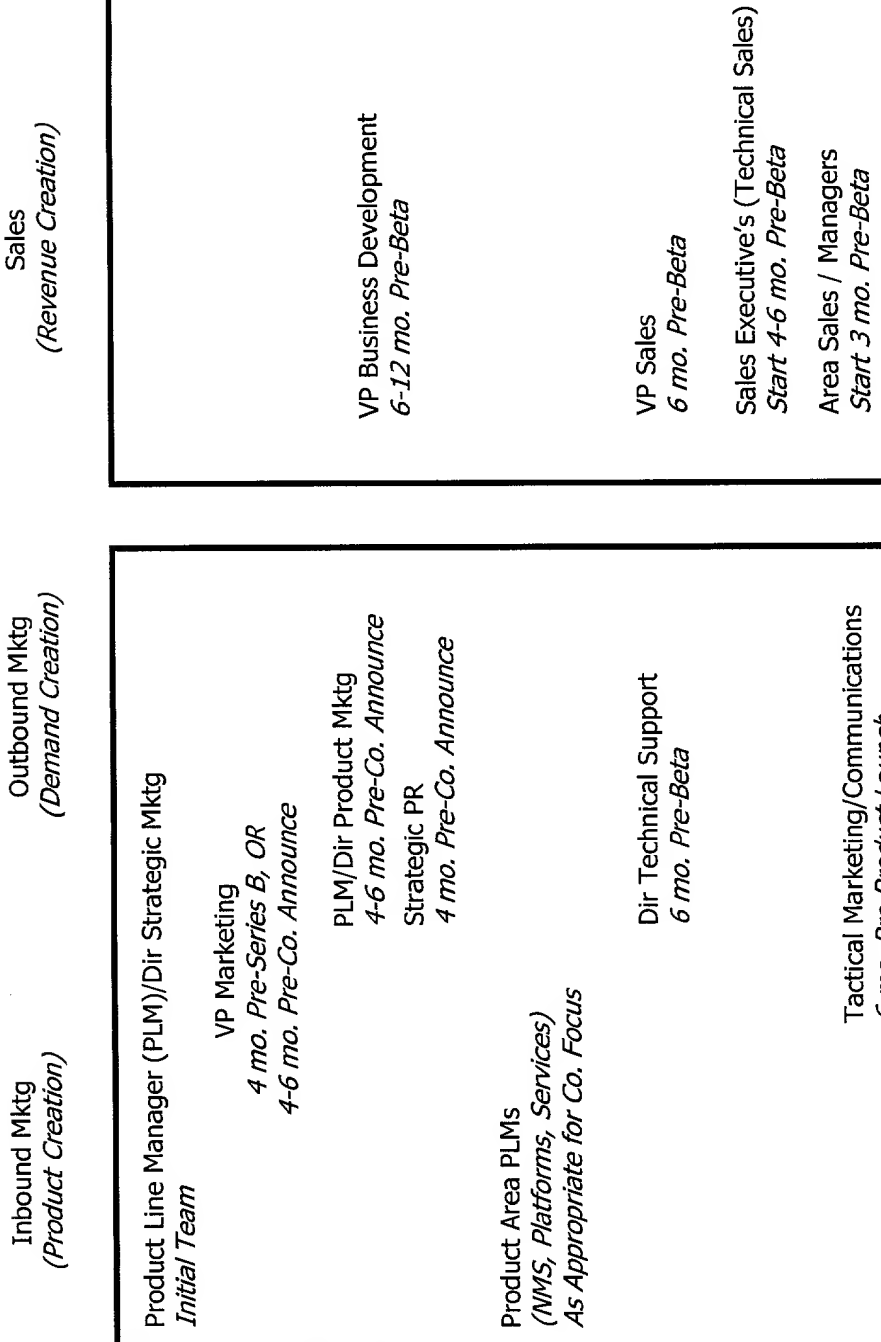 Inbound Mktg
(Product Creation)
Outbound Mktg
(Demand Creation)
Sales
(Revenue Creation)
Product Line Manager (PLM)/Dir Strategic Mktg
Initial Team
VP Marketing
4 mo. Pre-Series B, OR
4-6 mo. Pre-Co. Announce
PLM/Dir Product Mktg
4-6 mo. Pre-Co. Announce
Strategic PR
4 mo. Pre-Co. Announce
VP Business Development
6-12 mo. Pre-Beta
Product Area PLMs
(NMS, Platforms, Services)
As Appropriate for Co. Focus
Dir Technical Support
6 mo. Pre-Beta
VP Sales
6 mo. Pre-Beta
Sales Executive's (Technical Sales)
Start 4-6 mo. Pre-Beta
Area Sales / Managers
Start 3 mo. Pre-Beta
Tactical Marketing/Communications
6 mo. Pre-Product Launch